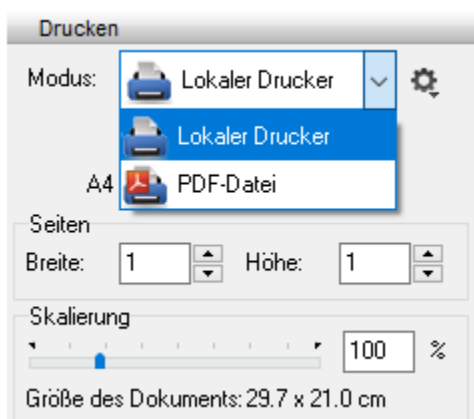 Drucken
Modus: Lokaler Drucker
Lokaler Drucker
A4 PDF-Datei
Seiten
Breite: 1 Höhe: 1
Skalierung
100 %
Größe des Dokuments: 29.7 x 21.0 cm